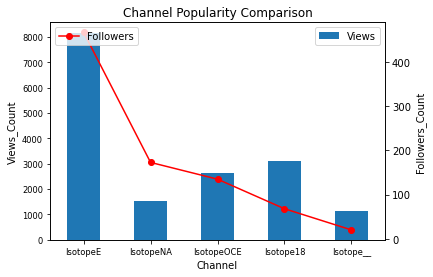 Channel Popularity Comparison
Followers
Views
8000
7000
6000
5000
4000
3000
2000
1000
0
Views_Count
400
300
200
100
0
Followers_Count
IsotopeE IsotopeNA IsotopeOCE Isotope18 Isotope__
Channel